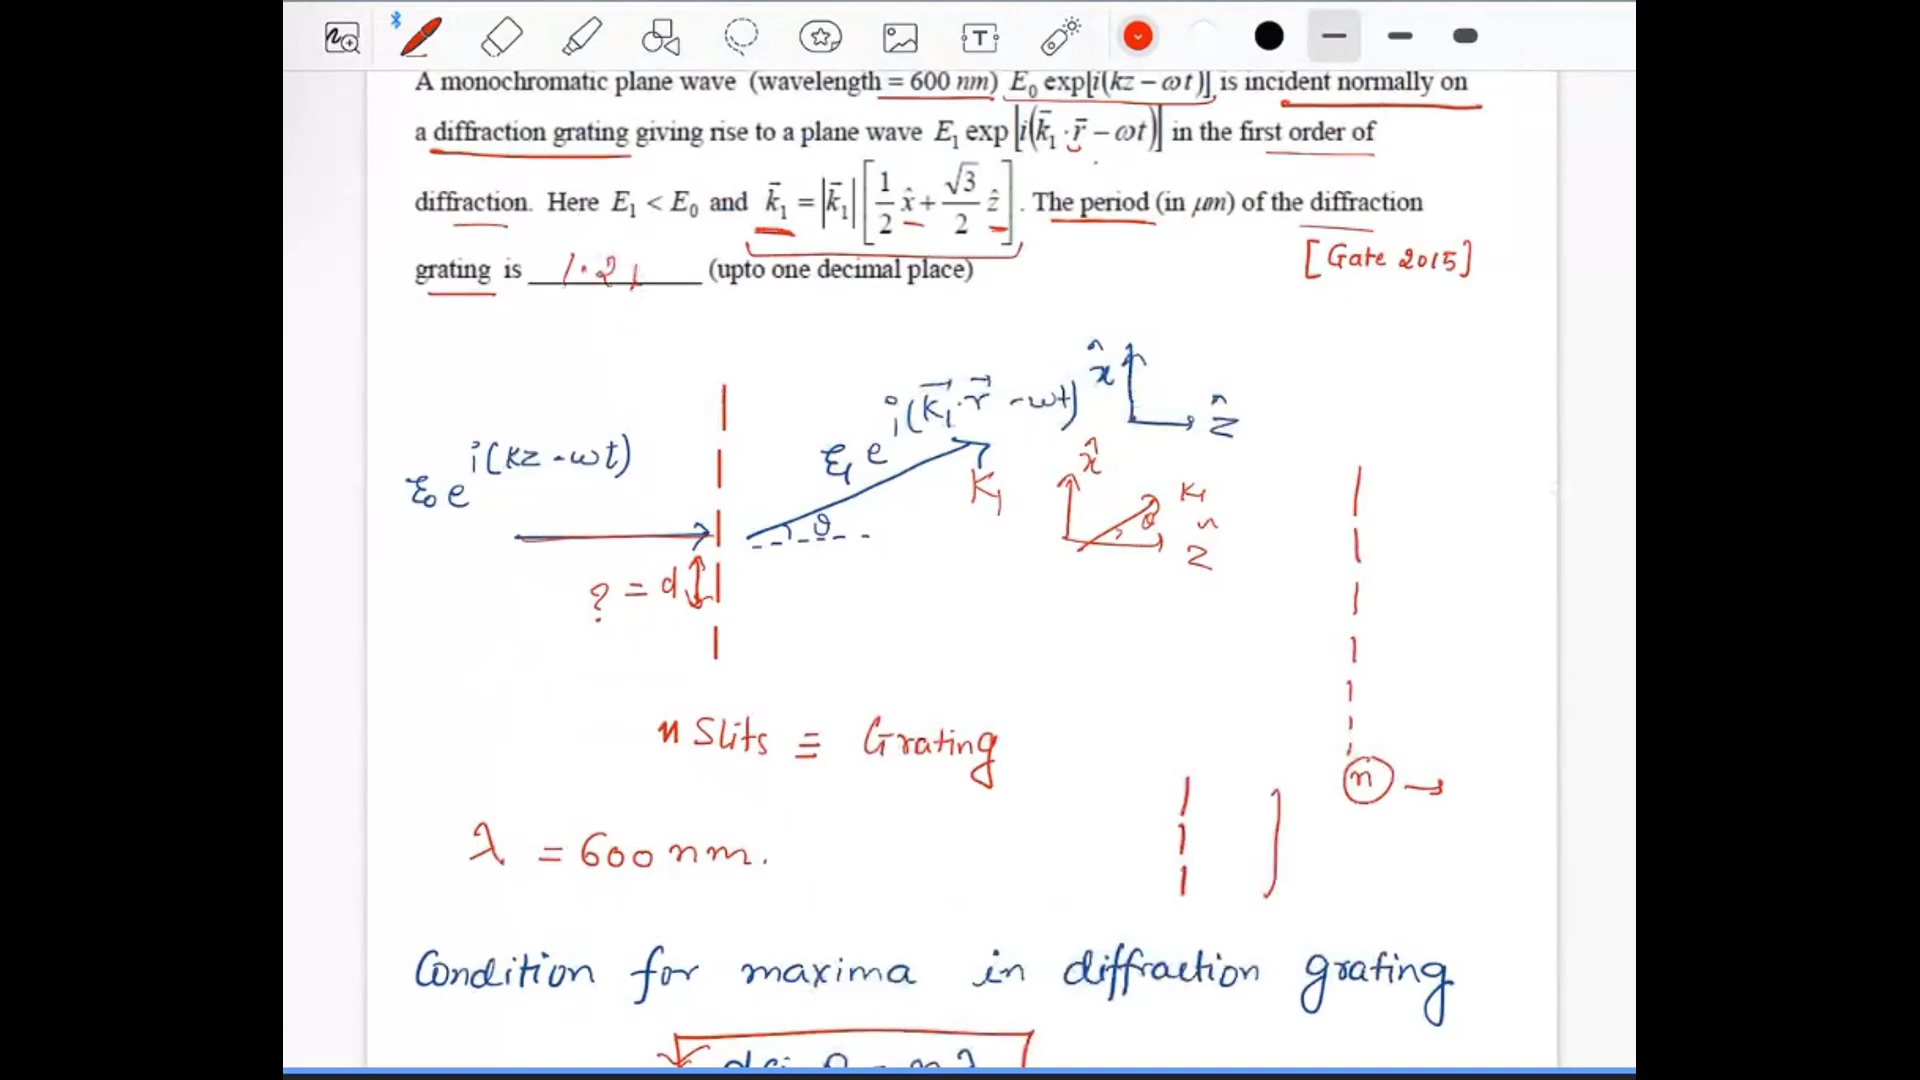 A monochromatic plane wave (wavelength = 600 nm) E₀ exp[i(kz − ωt)] is incident normally on
a diffraction grating giving rise to a plane wave E₁ exp[i(k⃗₁ · r⃗ − ωt)] in the first order of
diffraction. Here E₁ < E₀ and k⃗₁ = |k⃗₁| [1/2 x̂ + √3/2 ẑ]. The period (in μm) of the diffraction
[Gate 2015]
grating is 1.2 (upto one decimal place)
x̂
E₁ e^{i(k⃗₁·r⃗ - ωt)}
ẑ
E₀ e^{i(kz - ωt)}
x̂
K₁
K₁
θ
θ
Z
? = d
n Slits ≡ Grating
n
λ = 600 nm.
Condition for maxima in diffraction grating